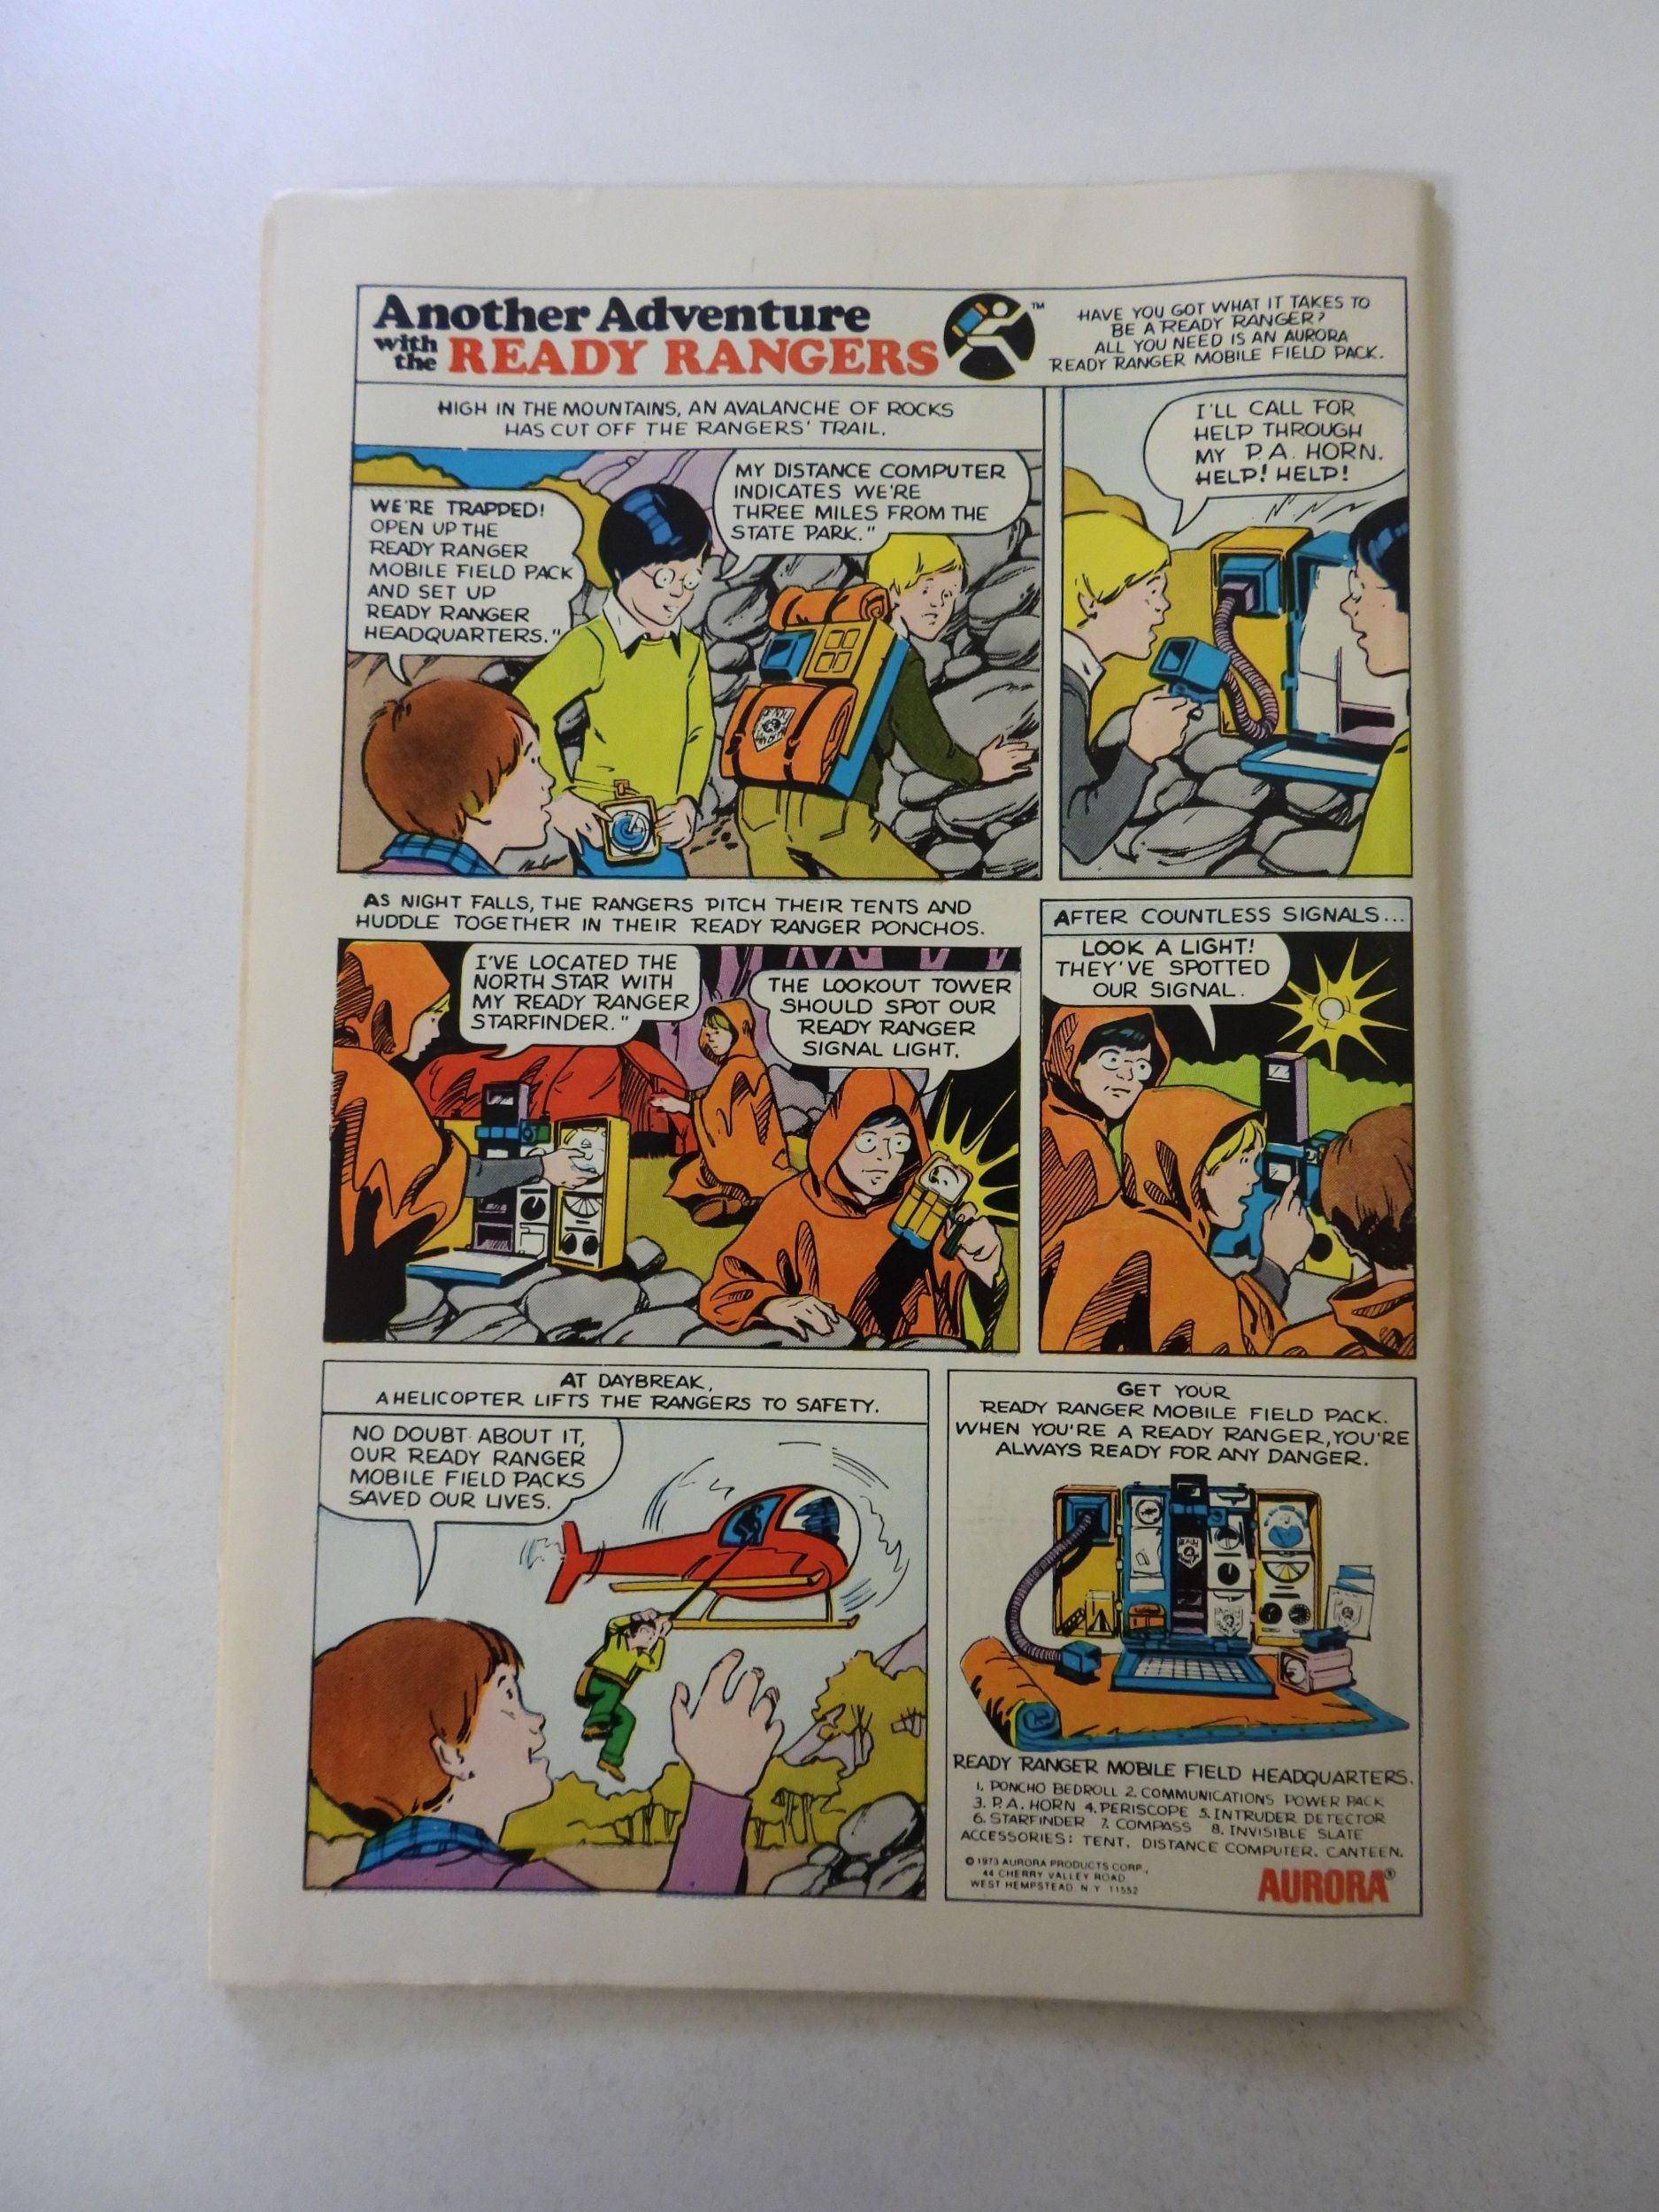 Another Adventure
with the READY RANGERS
TM
HAVE YOU GOT WHAT IT TAKES TO
BE A READY RANGER?
ALL YOU NEED IS AN AURORA
READY RANGER MOBILE FIELD PACK.
HIGH IN THE MOUNTAINS, AN AVALANCHE OF ROCKS
HAS CUT OFF THE RANGERS' TRAIL.
WE'RE TRAPPED!
OPEN UP THE
READY RANGER
MOBILE FIELD PACK
AND SET UP
READY RANGER
HEADQUARTERS."
MY DISTANCE COMPUTER
INDICATES WE'RE
THREE MILES FROM THE
STATE PARK."
I'LL CALL FOR
HELP THROUGH
MY P.A. HORN.
HELP! HELP!
AS NIGHT FALLS, THE RANGERS PITCH THEIR TENTS AND
HUDDLE TOGETHER IN THEIR READY RANGER PONCHOS.
I'VE LOCATED THE
NORTH STAR WITH
MY READY RANGER
STARFINDER."
THE LOOKOUT TOWER
SHOULD SPOT OUR
READY RANGER
SIGNAL LIGHT.
AFTER COUNTLESS SIGNALS...
LOOK A LIGHT!
THEY'VE SPOTTED
OUR SIGNAL.
AT DAYBREAK,
A HELICOPTER LIFTS THE RANGERS TO SAFETY.
NO DOUBT ABOUT IT,
OUR READY RANGER
MOBILE FIELD PACKS
SAVED OUR LIVES.
GET YOUR
READY RANGER MOBILE FIELD PACK.
WHEN YOU'RE A READY RANGER, YOU'RE
ALWAYS READY FOR ANY DANGER.
READY RANGER MOBILE FIELD HEADQUARTERS.
1. PONCHO BEDROLL 2. COMMUNICATIONS POWER PACK
3. P.A. HORN 4. PERISCOPE 5. INTRUDER DETECTOR
6. STARFINDER 7. COMPASS 8. INVISIBLE SLATE
ACCESSORIES: TENT, DISTANCE COMPUTER, CANTEEN.
© 1973 AURORA PRODUCTS CORP.,
44 CHERRY VALLEY ROAD
WEST HEMPSTEAD N.Y. 11552
AURORA®